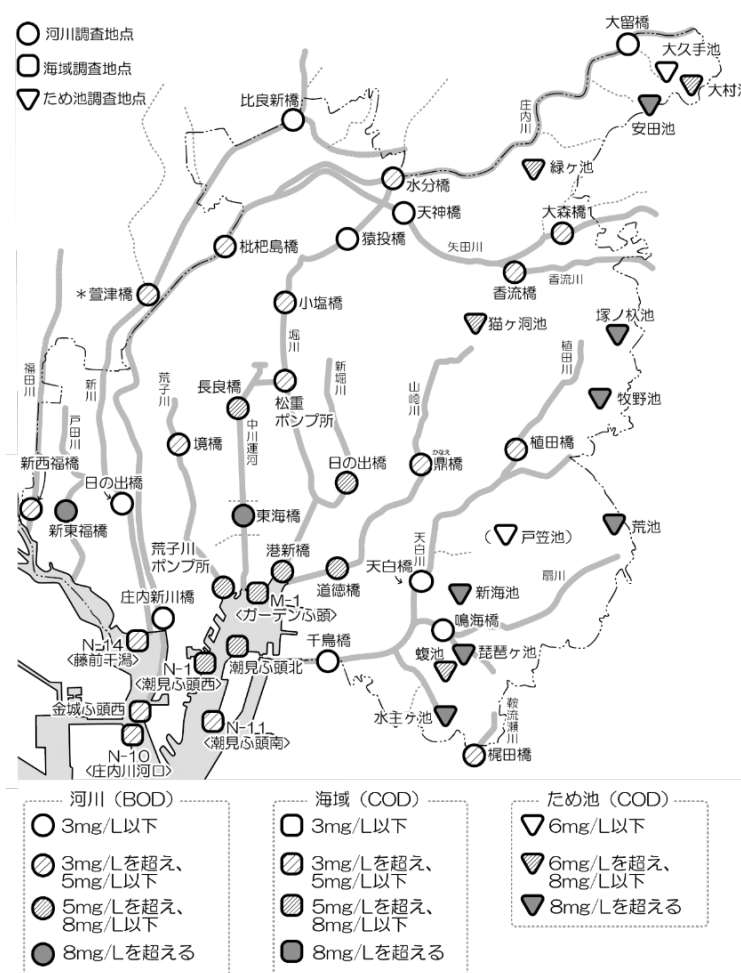 河川調査地点
海域調査地点
ため池調査地点
大留橋
大久手池
大村池
安田池
庄内川
比良新橋
緑ヶ池
水分橋
天神橋
大森橋
猿投橋
矢田川
枇杷島橋
香流橋
香流川
*萱津橋
小塩橋
猫ヶ洞池
塚ノ杁池
堀川
新堀川
植田川
福田川
新川
荒子川
長良橋
山崎川
牧野池
戸田川
中川運河
松重
ポンプ所
境橋
かなえ
鼎橋
植田橋
新西福橋
日の出橋
日の出橋
新東福橋
東海橋
荒池
天白川
(戸笠池)
荒子川
ポンプ所
港新橋
道徳橋
天白橋
扇川
新海池
M-1
<ガーデンふ頭>
庄内新川橋
鳴海橋
千鳥橋
N-14
<藤前干潟>
N-1
<潮見ふ頭西>
潮見ふ頭北
蝮池
琵琶ヶ池
金城ふ頭西
N-11
<潮見ふ頭南>
水主ヶ池
鞍流瀬川
N-10
<庄内川河口>
梶田橋
河川(BOD)
3mg/L以下
3mg/Lを超え、
5mg/L以下
5mg/Lを超え、
8mg/L以下
8mg/Lを超える
海域(COD)
3mg/L以下
3mg/Lを超え、
5mg/L以下
5mg/Lを超え、
8mg/L以下
8mg/Lを超える
ため池(COD)
6mg/L以下
6mg/Lを超え、
8mg/L以下
8mg/Lを超える